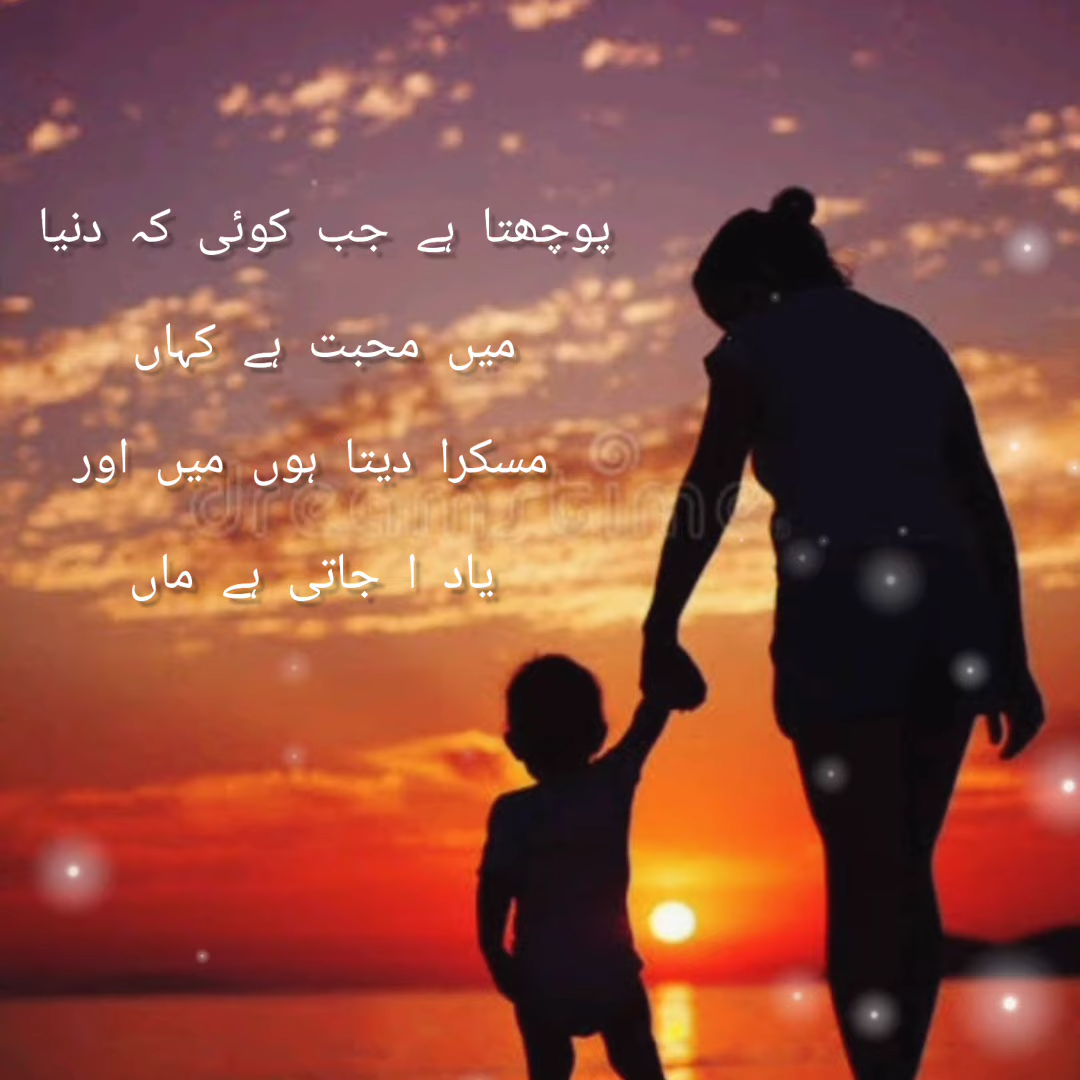 پوچھتا ہے جب کوئی کہ دنیا
میں محبت ہے کہاں
مسکرا دیتا ہوں میں اور
یاد ا جاتی ہے ماں
dreamstime